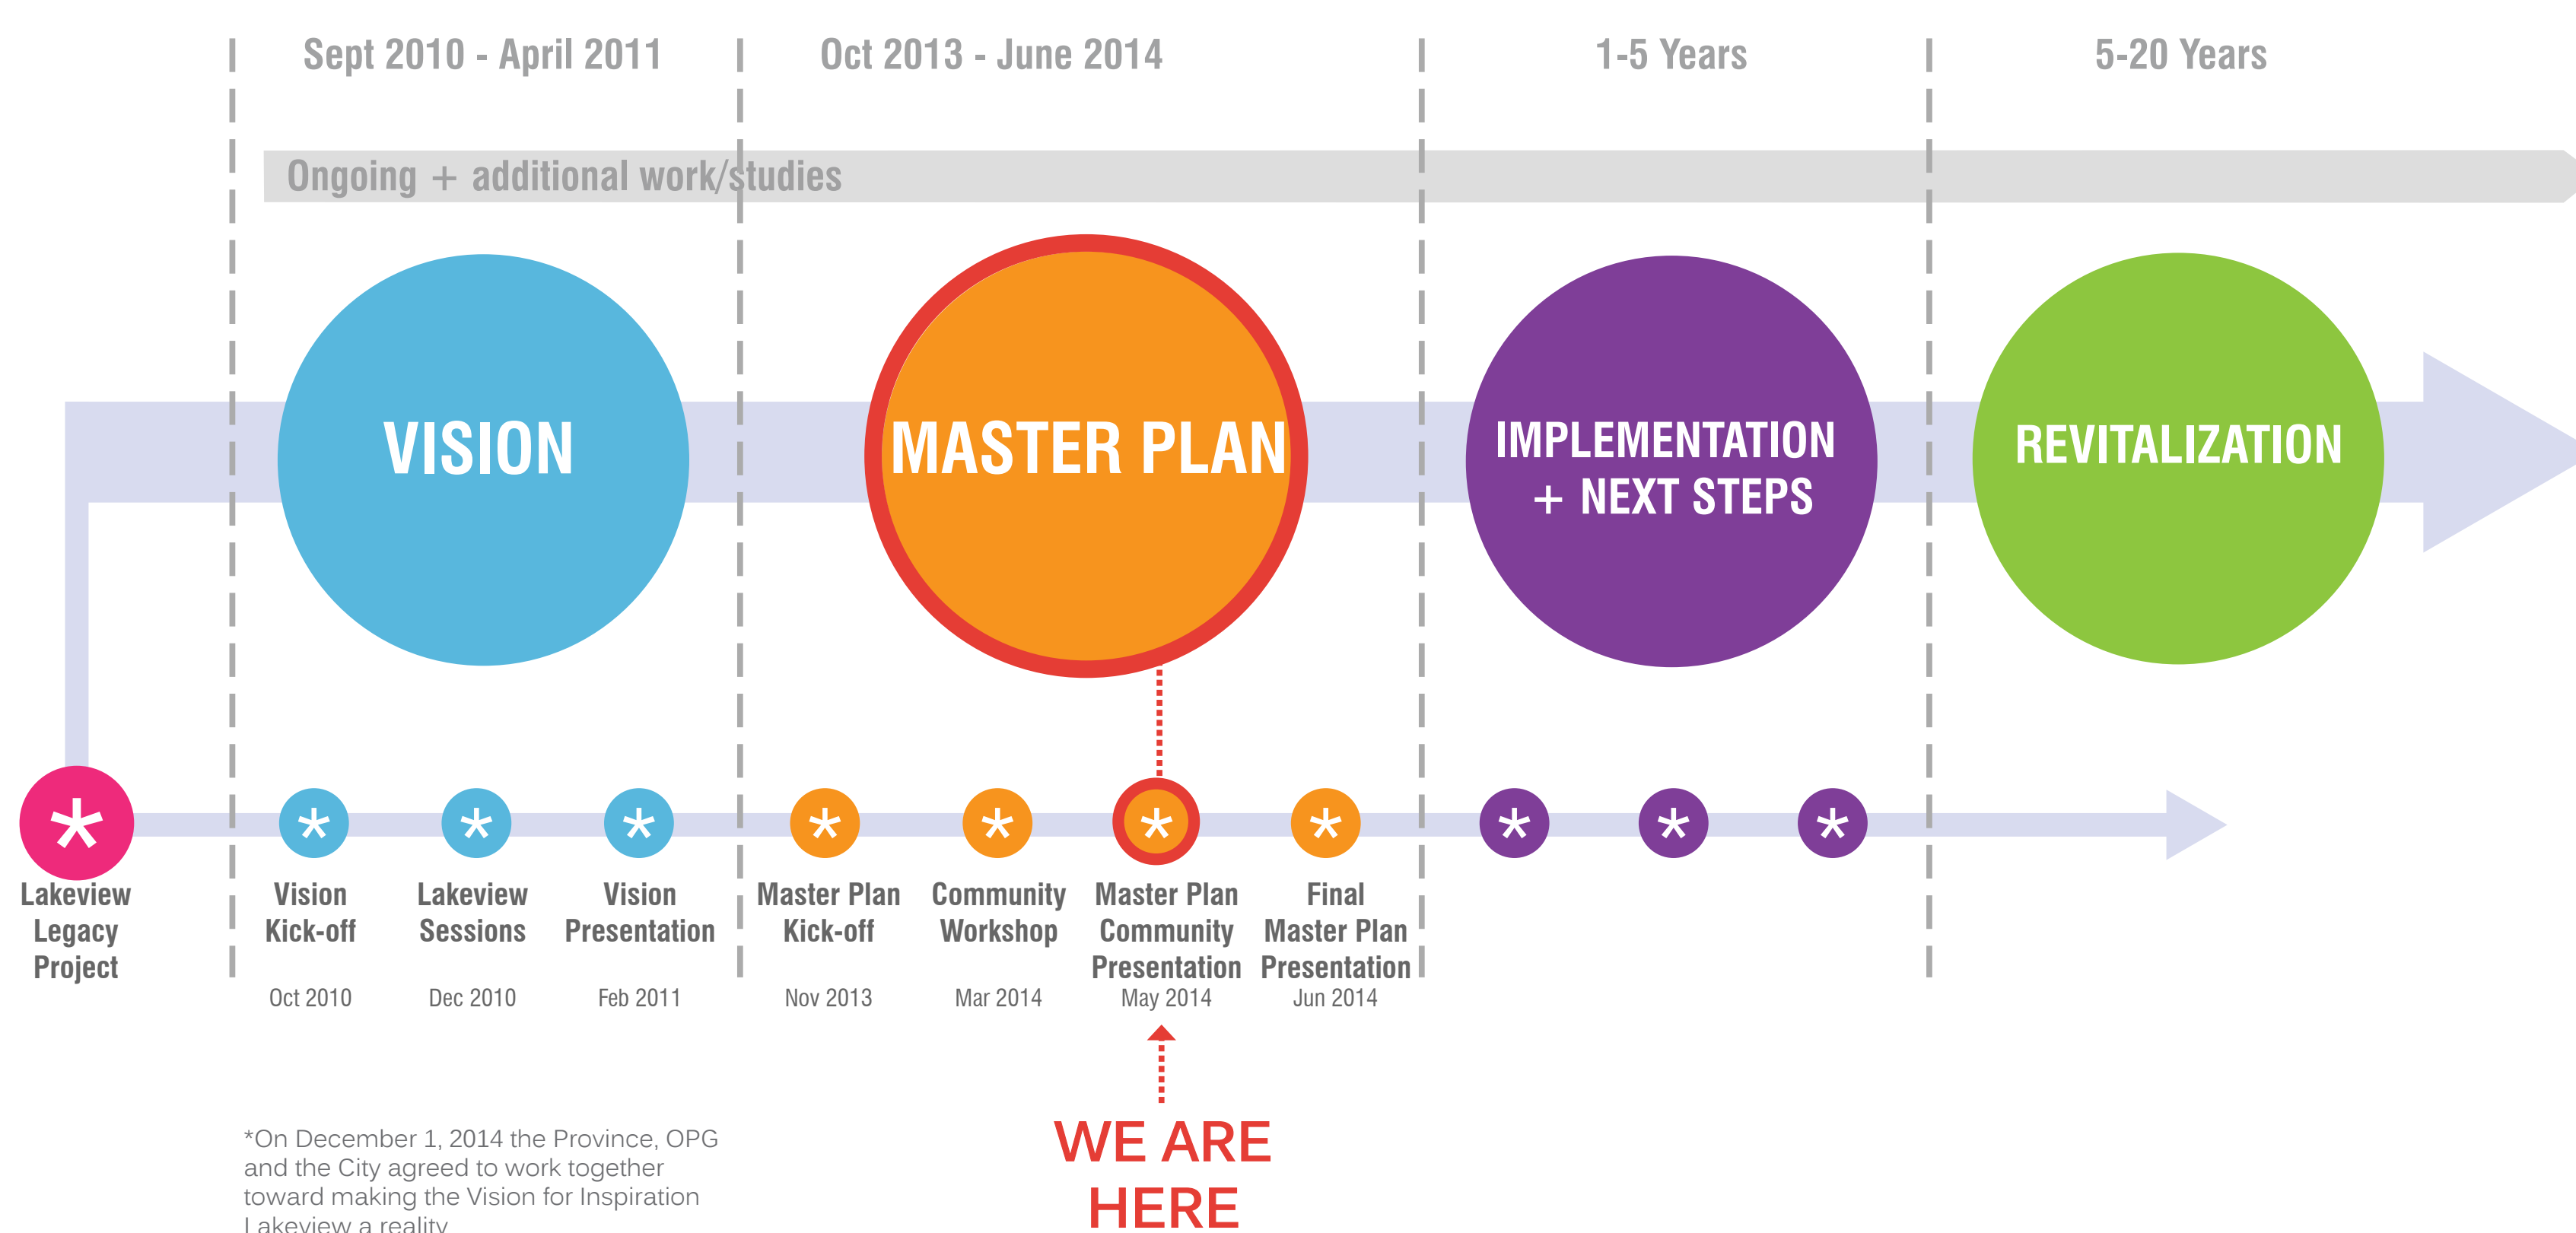 Sept 2010 - April 2011
Oct 2013 - June 2014
1-5 Years
5-20 Years
Ongoing + additional work/studies
VISION
MASTER PLAN
IMPLEMENTATION
+ NEXT STEPS
REVITALIZATION
*
*
*
*
*
*
*
*
*
*
*
Lakeview
Legacy
Project
Vision
Kick-off
Oct 2010
Lakeview
Sessions
Dec 2010
Vision
Presentation
Feb 2011
Master Plan
Kick-off
Nov 2013
Community
Workshop
Mar 2014
Master Plan
Community
Presentation
May 2014
Final
Master Plan
Presentation
Jun 2014
WE ARE
HERE
*On December 1, 2014 the Province, OPG
and the City agreed to work together
toward making the Vision for Inspiration
Lakeview a reality